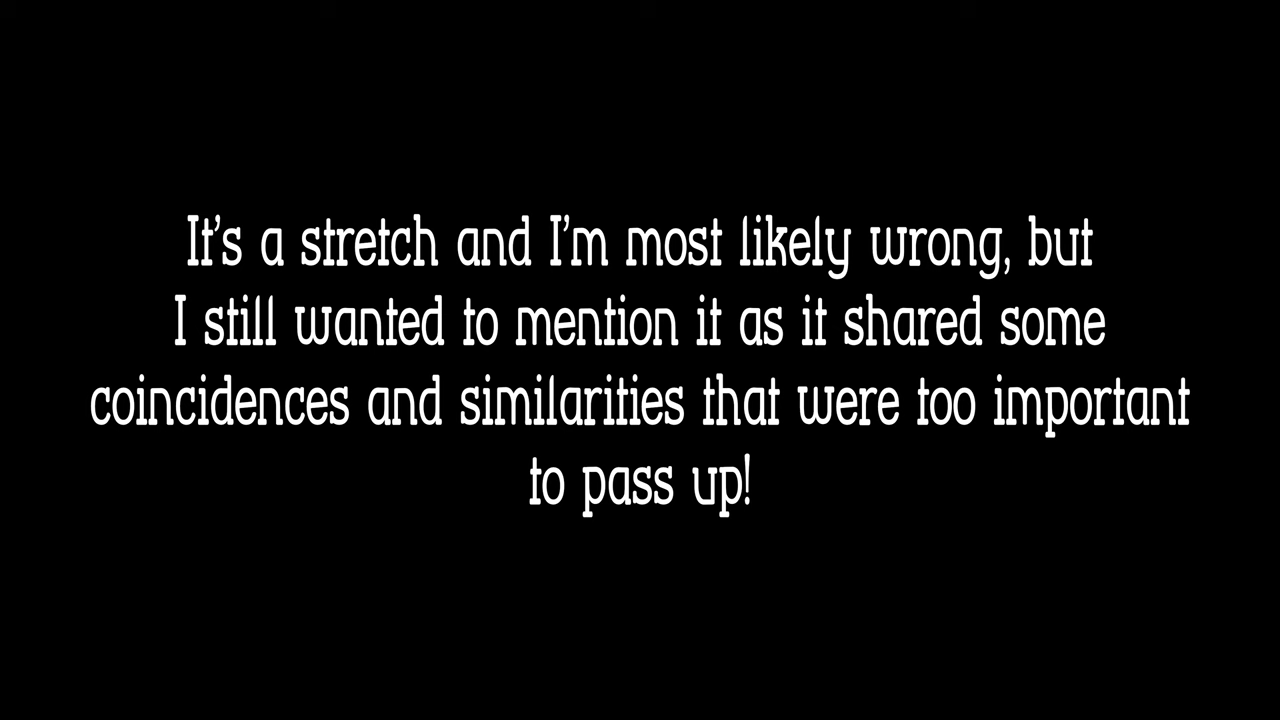 It's a stretch and I'm most likely wrong, but
I still wanted to mention it as it shared some
coincidences and similarities that were too important
to pass up!